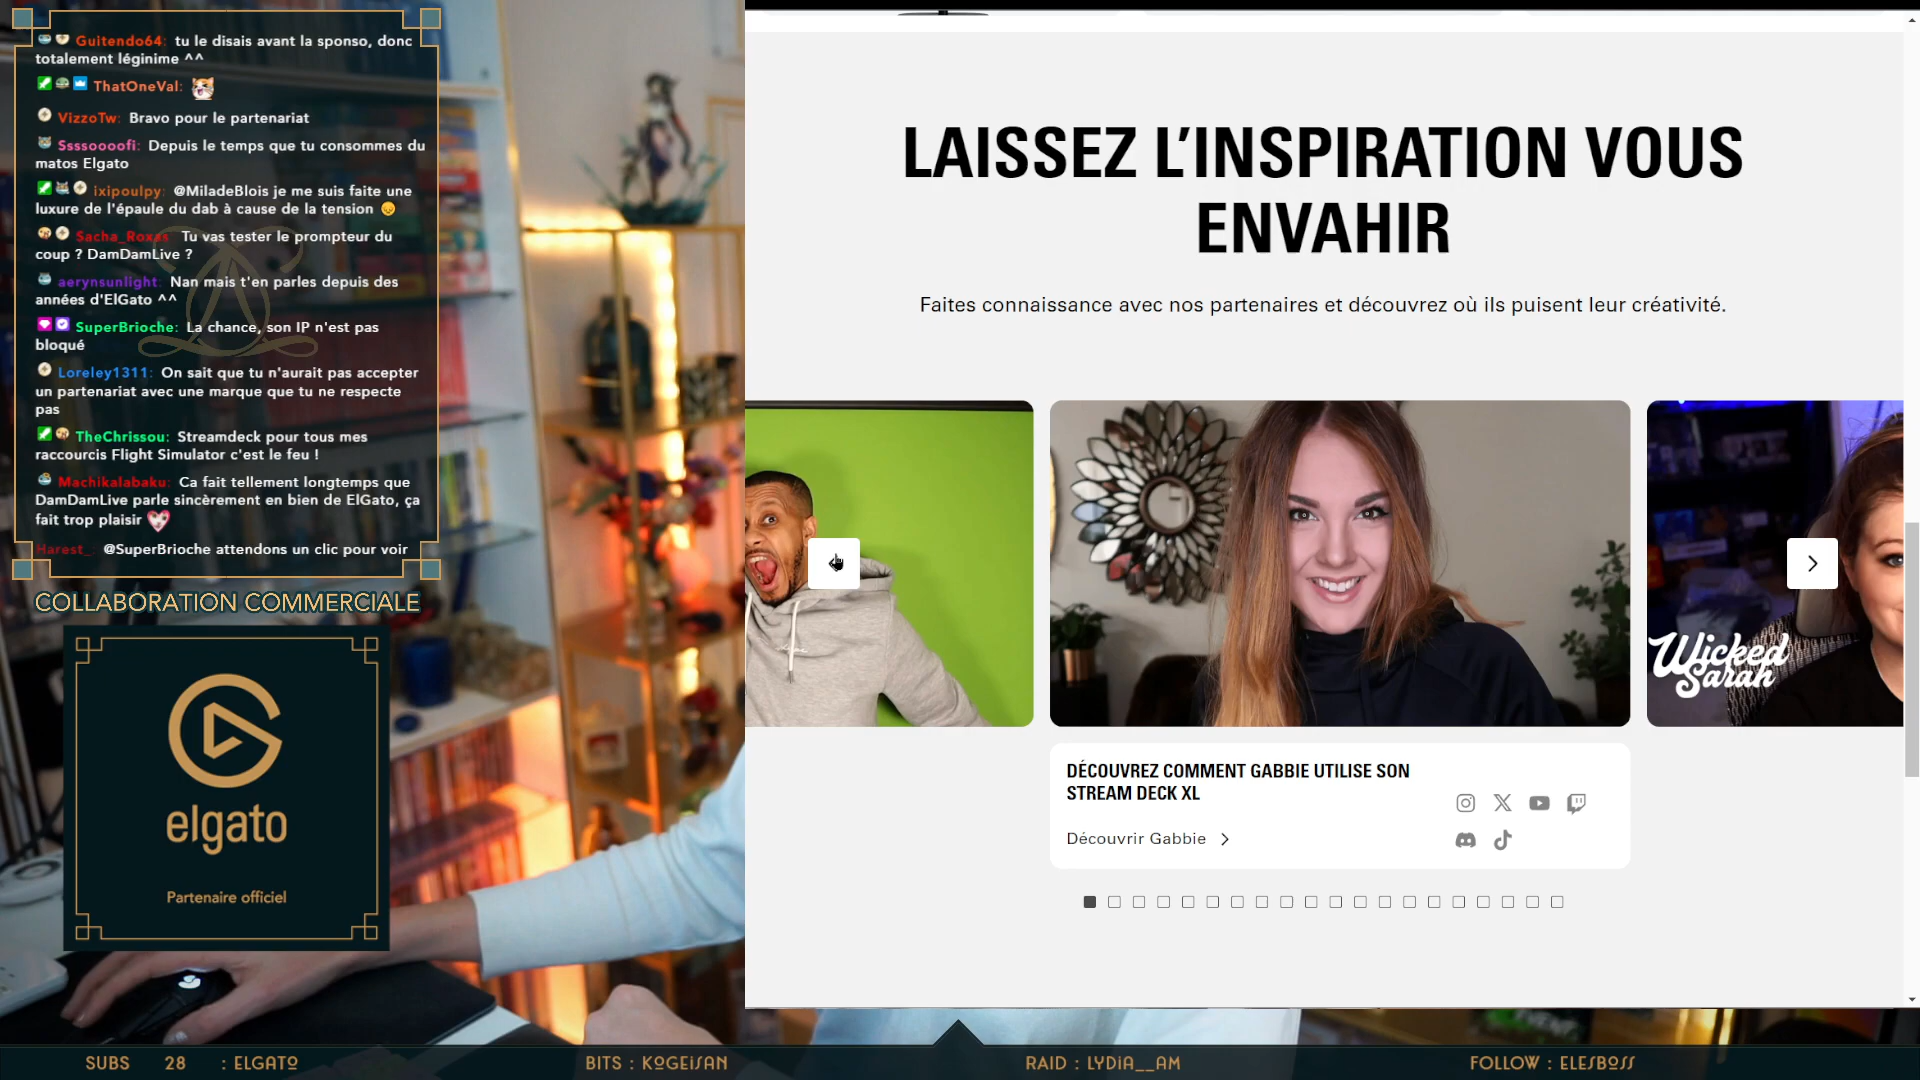 Guitendo64: tu le disais avant la sponso, donc
totalement léginime ^^
ThatOneVal:
VizzoTw: Bravo pour le partenariat
Ssssoooofi: Depuis le temps que tu consommes du
matos Elgato
ixipoulpy: @MiladeBlois je me suis faite une
luxure de l'épaule du dab à cause de la tension
Sacha_Roxas: Tu vas tester le prompteur du
coup ? DamDamLive ?
aerynsunlight: Nan mais t'en parles depuis des
années d'ElGato ^^
SuperBrioche: La chance, son IP n'est pas
bloqué
Loreley1311: On sait que tu n'aurait pas accepter
un partenariat avec une marque que tu ne respecte
pas
TheChrissou: Streamdeck pour tous mes
raccourcis Flight Simulator c'est le feu !
Machikalabaku: Ca fait tellement longtemps que
DamDamLive parle sincèrement en bien de ElGato, ça
fait trop plaisir
Harest_: @SuperBrioche attendons un clic pour voir
COLLABORATION COMMERCIALE
elgato
Partenaire officiel
LAISSEZ L'INSPIRATION VOUS
ENVAHIR
Faites connaissance avec nos partenaires et découvrez où ils puisent leur créativité.
Wicked
Sarah
DÉCOUVREZ COMMENT GABBIE UTILISE SON
STREAM DECK XL
Découvrir Gabbie
SUBS 28 : ELGATO
BITS : KOGEISAN
RAID : LYDIA__AM
FOLLOW : ELESBOSS